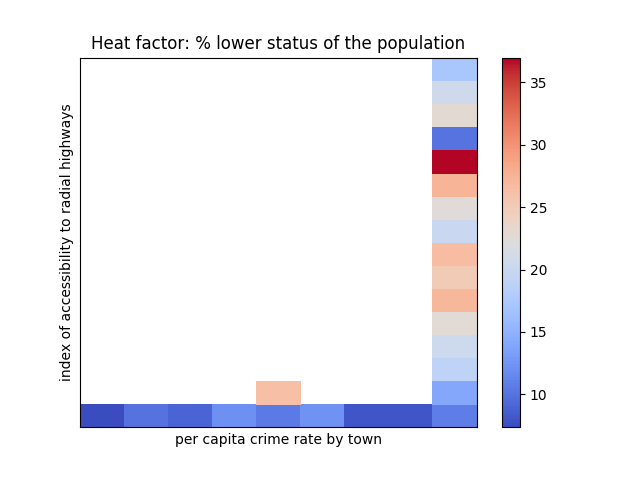 Heat factor: % lower status of the population
index of accessibility to radial highways
per capita crime rate by town
35
30
25
20
15
10